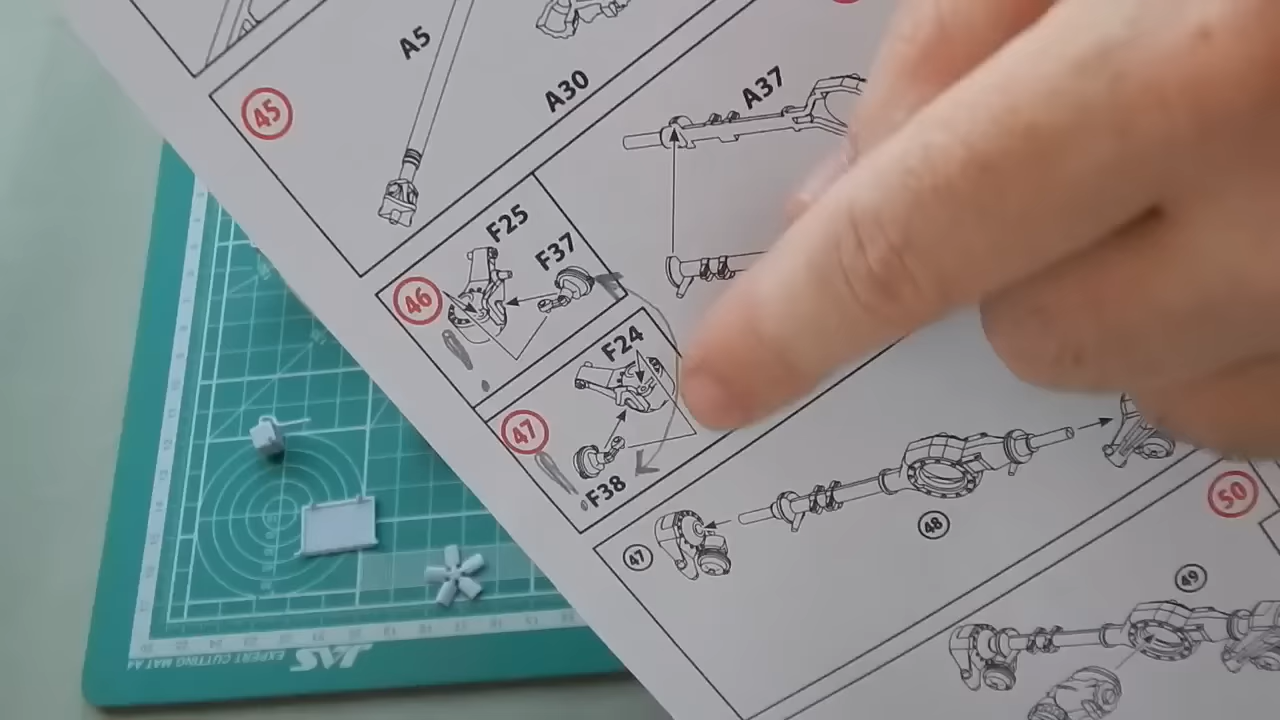 45
A5
A30
A37
46
F25
F37
!
47
F24
F38
!
47
48
50
49
JAS
EXPERT CUTTING MAT A4